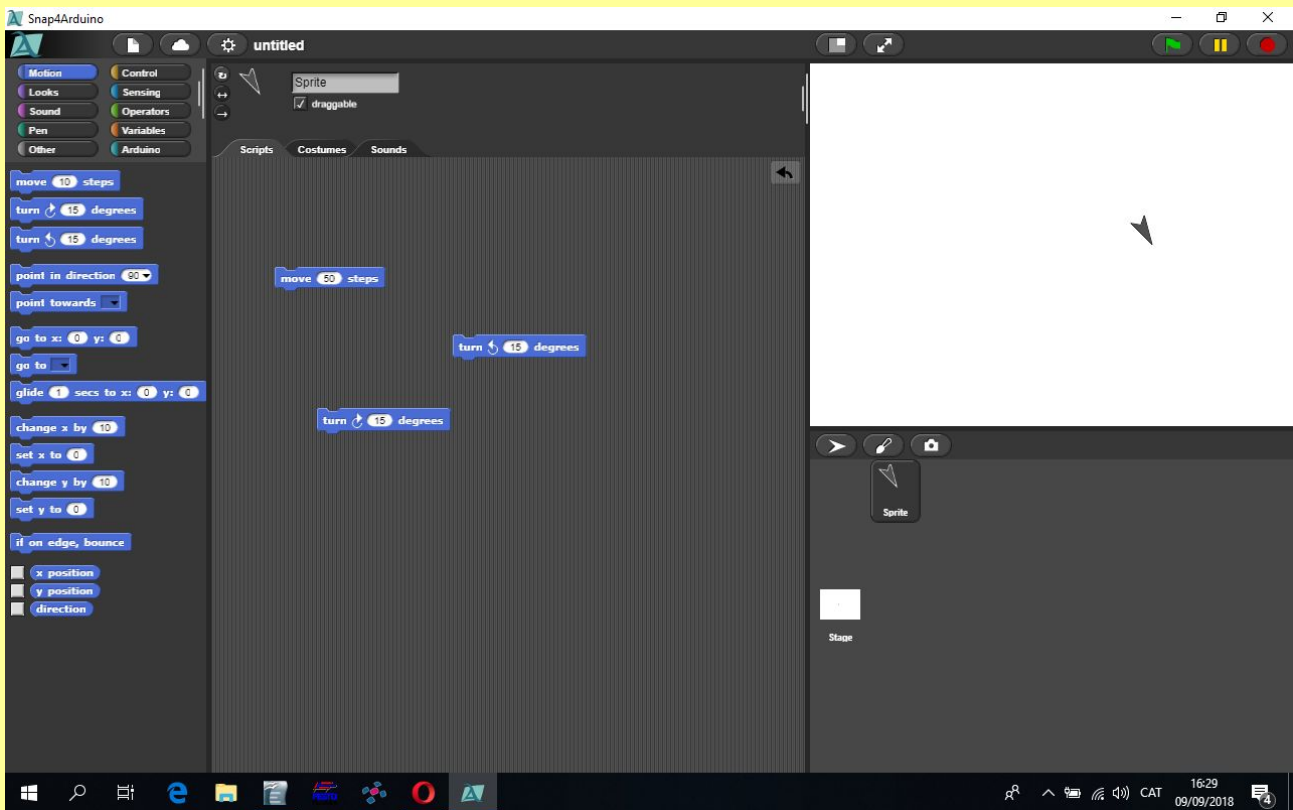 Snap4Arduino
untitled
Motion Control
Looks Sensing
Sound Operators
Pen Variables
Other Arduino
Sprite
draggable
Scripts Costumes Sounds
move 10 steps
turn 15 degrees
turn 15 degrees
point in direction 90
point towards
go to x: 0 y: 0
go to
glide 1 secs to x: 0 y: 0
change x by 10
set x to 0
change y by 10
set y to 0
if on edge, bounce
x position
y position
direction
move 50 steps
turn 15 degrees
turn 15 degrees
Sprite
Stage
CAT
16:29
09/09/2018
4